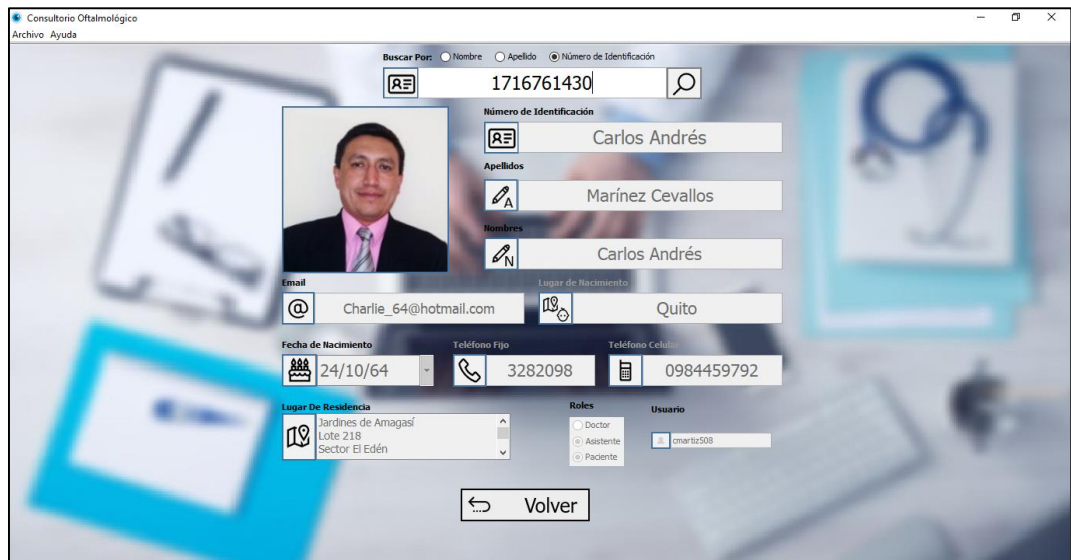 Consultorio Oftalmológico
Archivo Ayuda
Buscar Por: Nombre Apellido Número de Identificación
1716761430
Número de Identificación
Carlos Andrés
Apellidos
Marínez Cevallos
Nombres
Carlos Andrés
Email
Charlie_64@hotmail.com
Lugar de Nacimiento
Quito
Fecha de Nacimiento
24/10/64
Teléfono Fijo
3282098
Teléfono Celular
0984459792
Lugar De Residencia
Jardines de Amagasí
Lote 218
Sector El Edén
Roles
Doctor
Asistente
Paciente
Usuario
cmartiz508
Volver